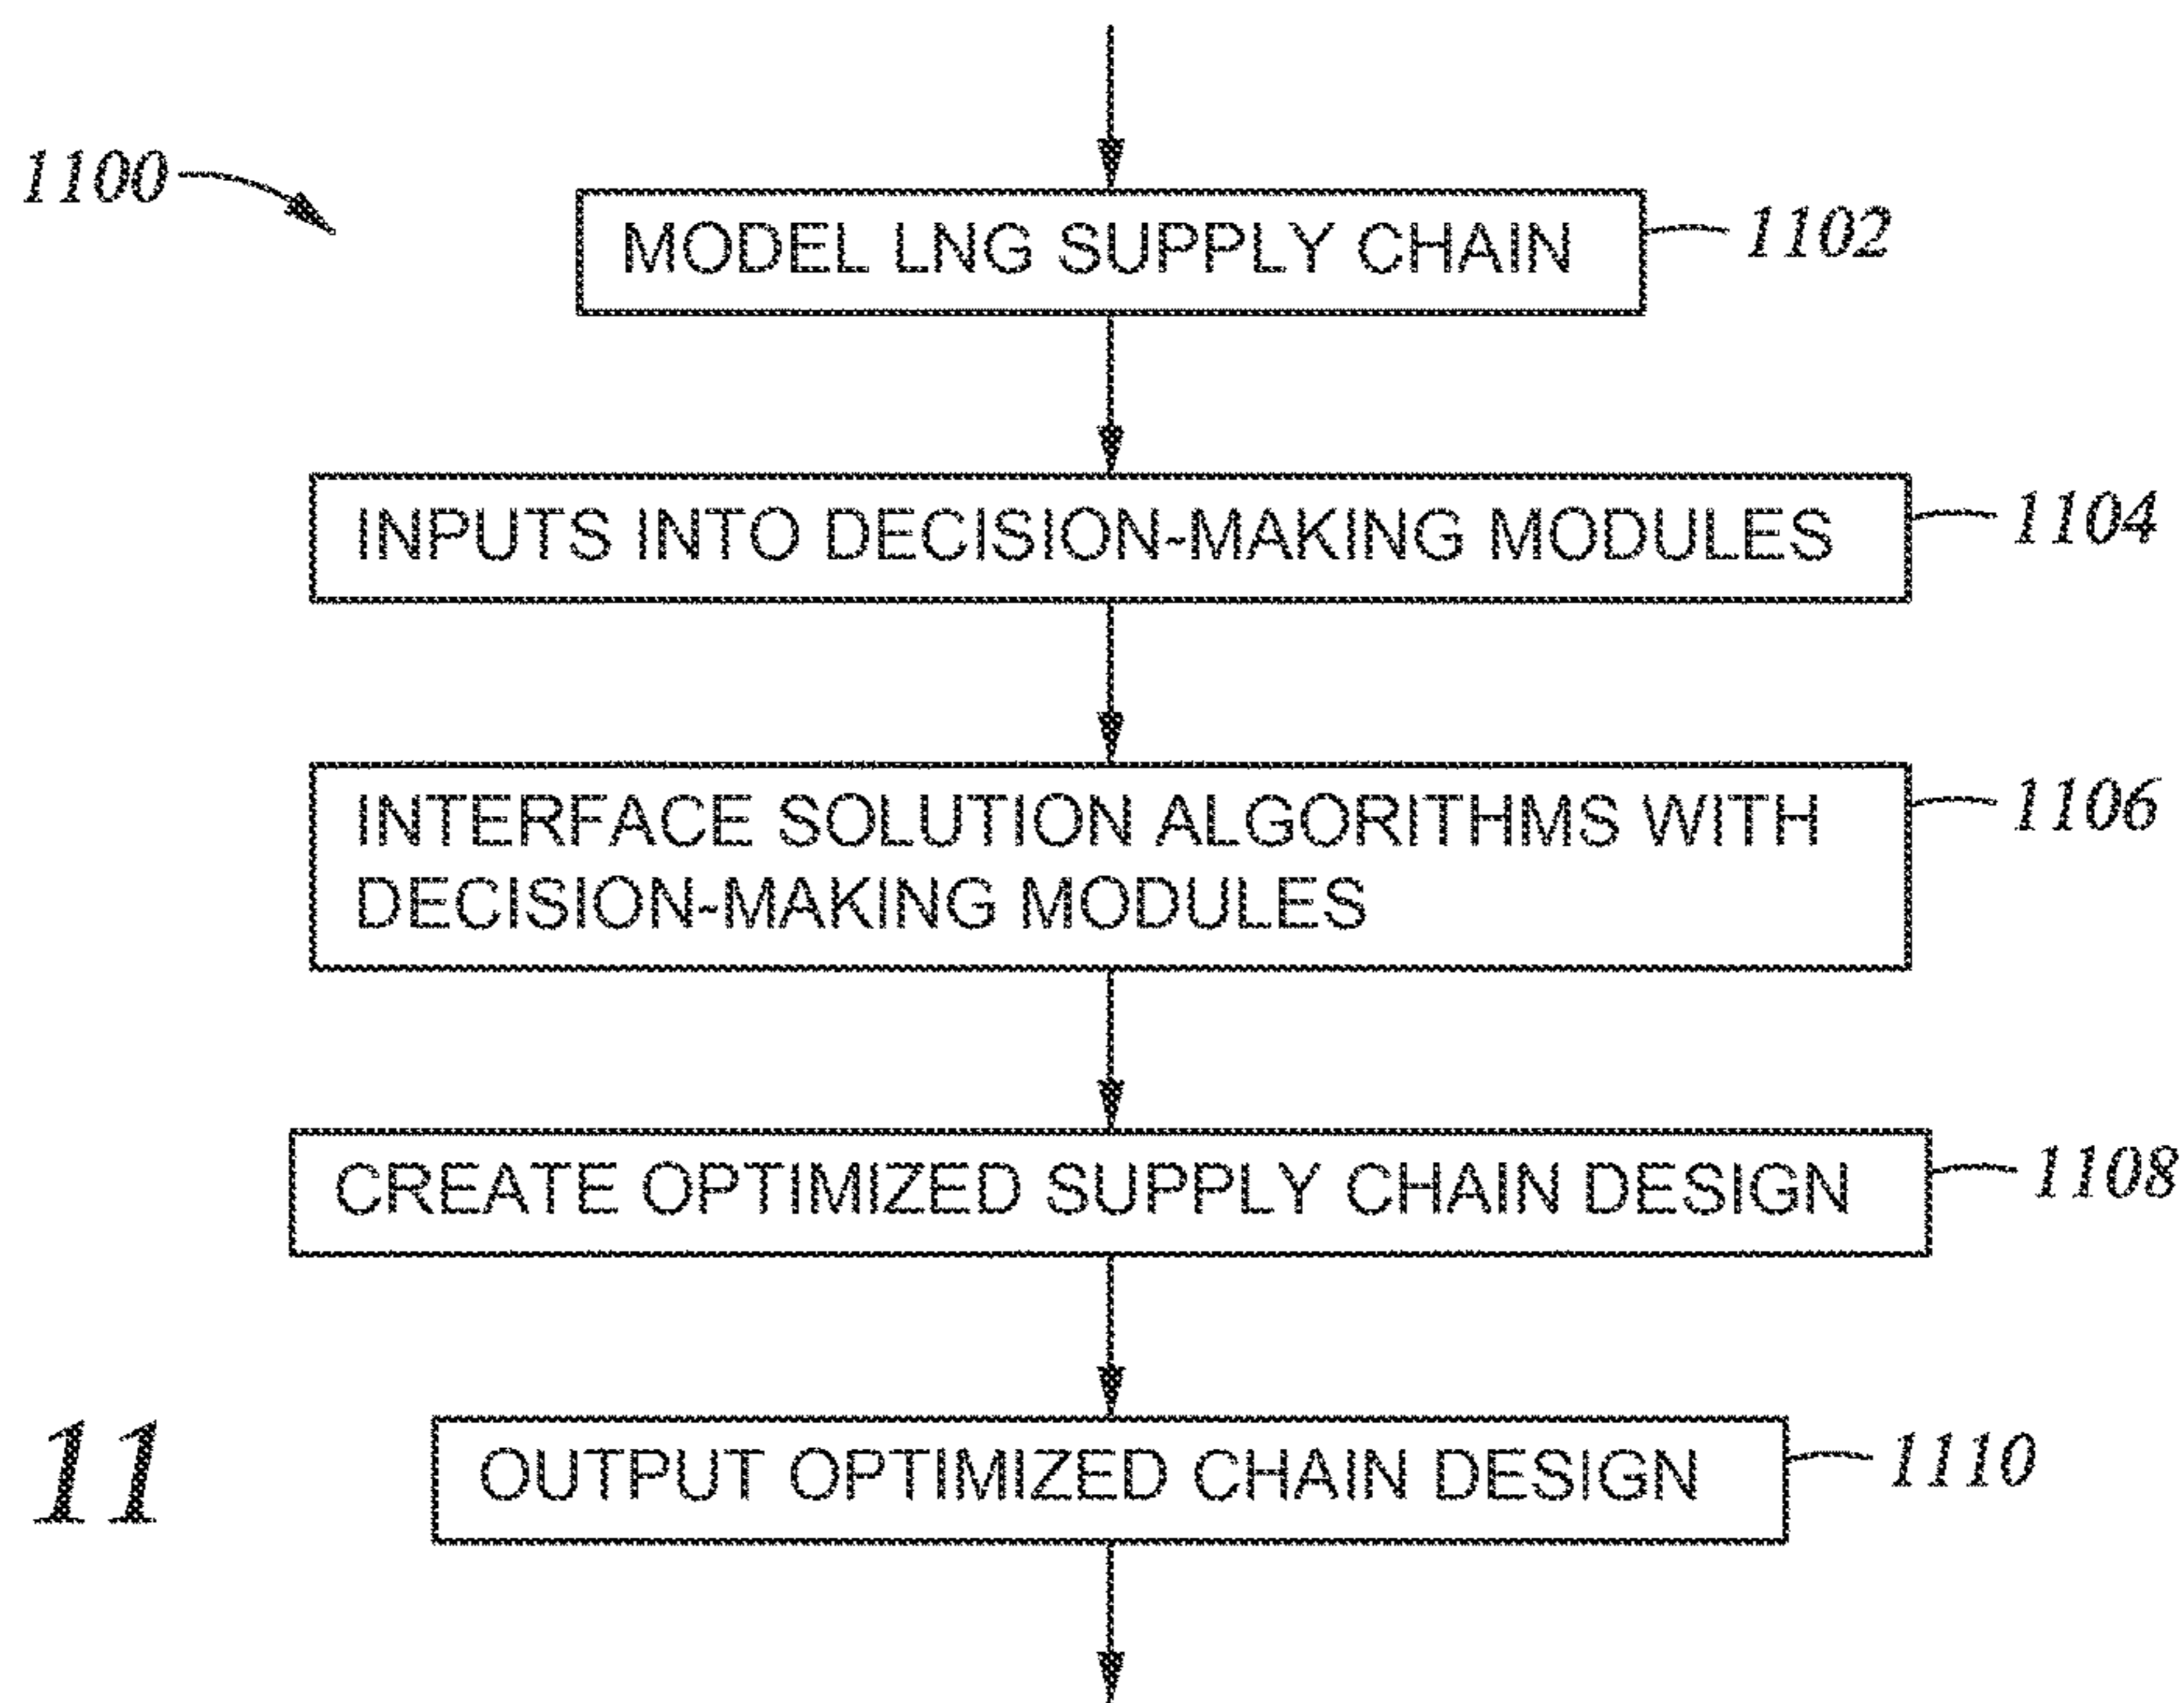 1100
MODEL LNG SUPPLY CHAIN
1102
INPUTS INTO DECISION-MAKING MODULES
1104
INTERFACE SOLUTION ALGORITHMS WITH
DECISION-MAKING MODULES
1106
CREATE OPTIMIZED SUPPLY CHAIN DESIGN
1108
OUTPUT OPTIMIZED CHAIN DESIGN
1110
11